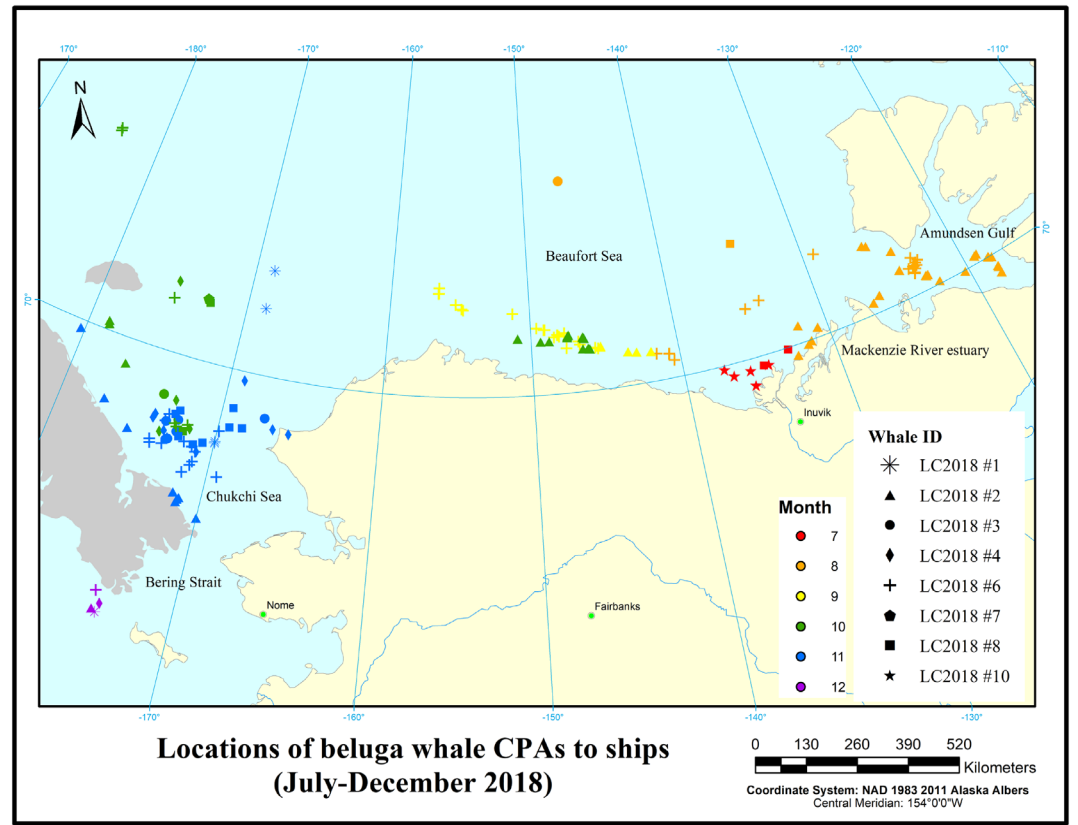 170°
-180°
-170°
-160°
-150°
-140°
-130°
-120°
-110°
N
Amundsen Gulf
70°
Beaufort Sea
70°
Mackenzie River estuary
Inuvik
Whale ID
LC2018 #1
LC2018 #2
LC2018 #3
LC2018 #4
LC2018 #6
LC2018 #7
LC2018 #8
LC2018 #10
Chukchi Sea
Month
7
8
9
10
11
12
Bering Strait
Nome
Fairbanks
-170°
-160°
-150°
-140°
-130°
Locations of beluga whale CPAs to ships
(July-December 2018)
0 130 260 390 520
Kilometers
Coordinate System: NAD 1983 2011 Alaska Albers
Central Meridian: 154°0'0"W